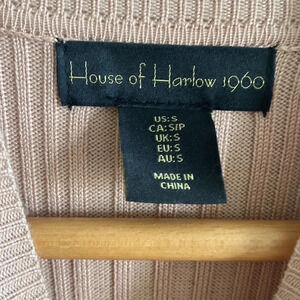 House of Harlow 1960
US:S
CA:S/P
UK:S
EU:S
AU:S
MADE IN
CHINA